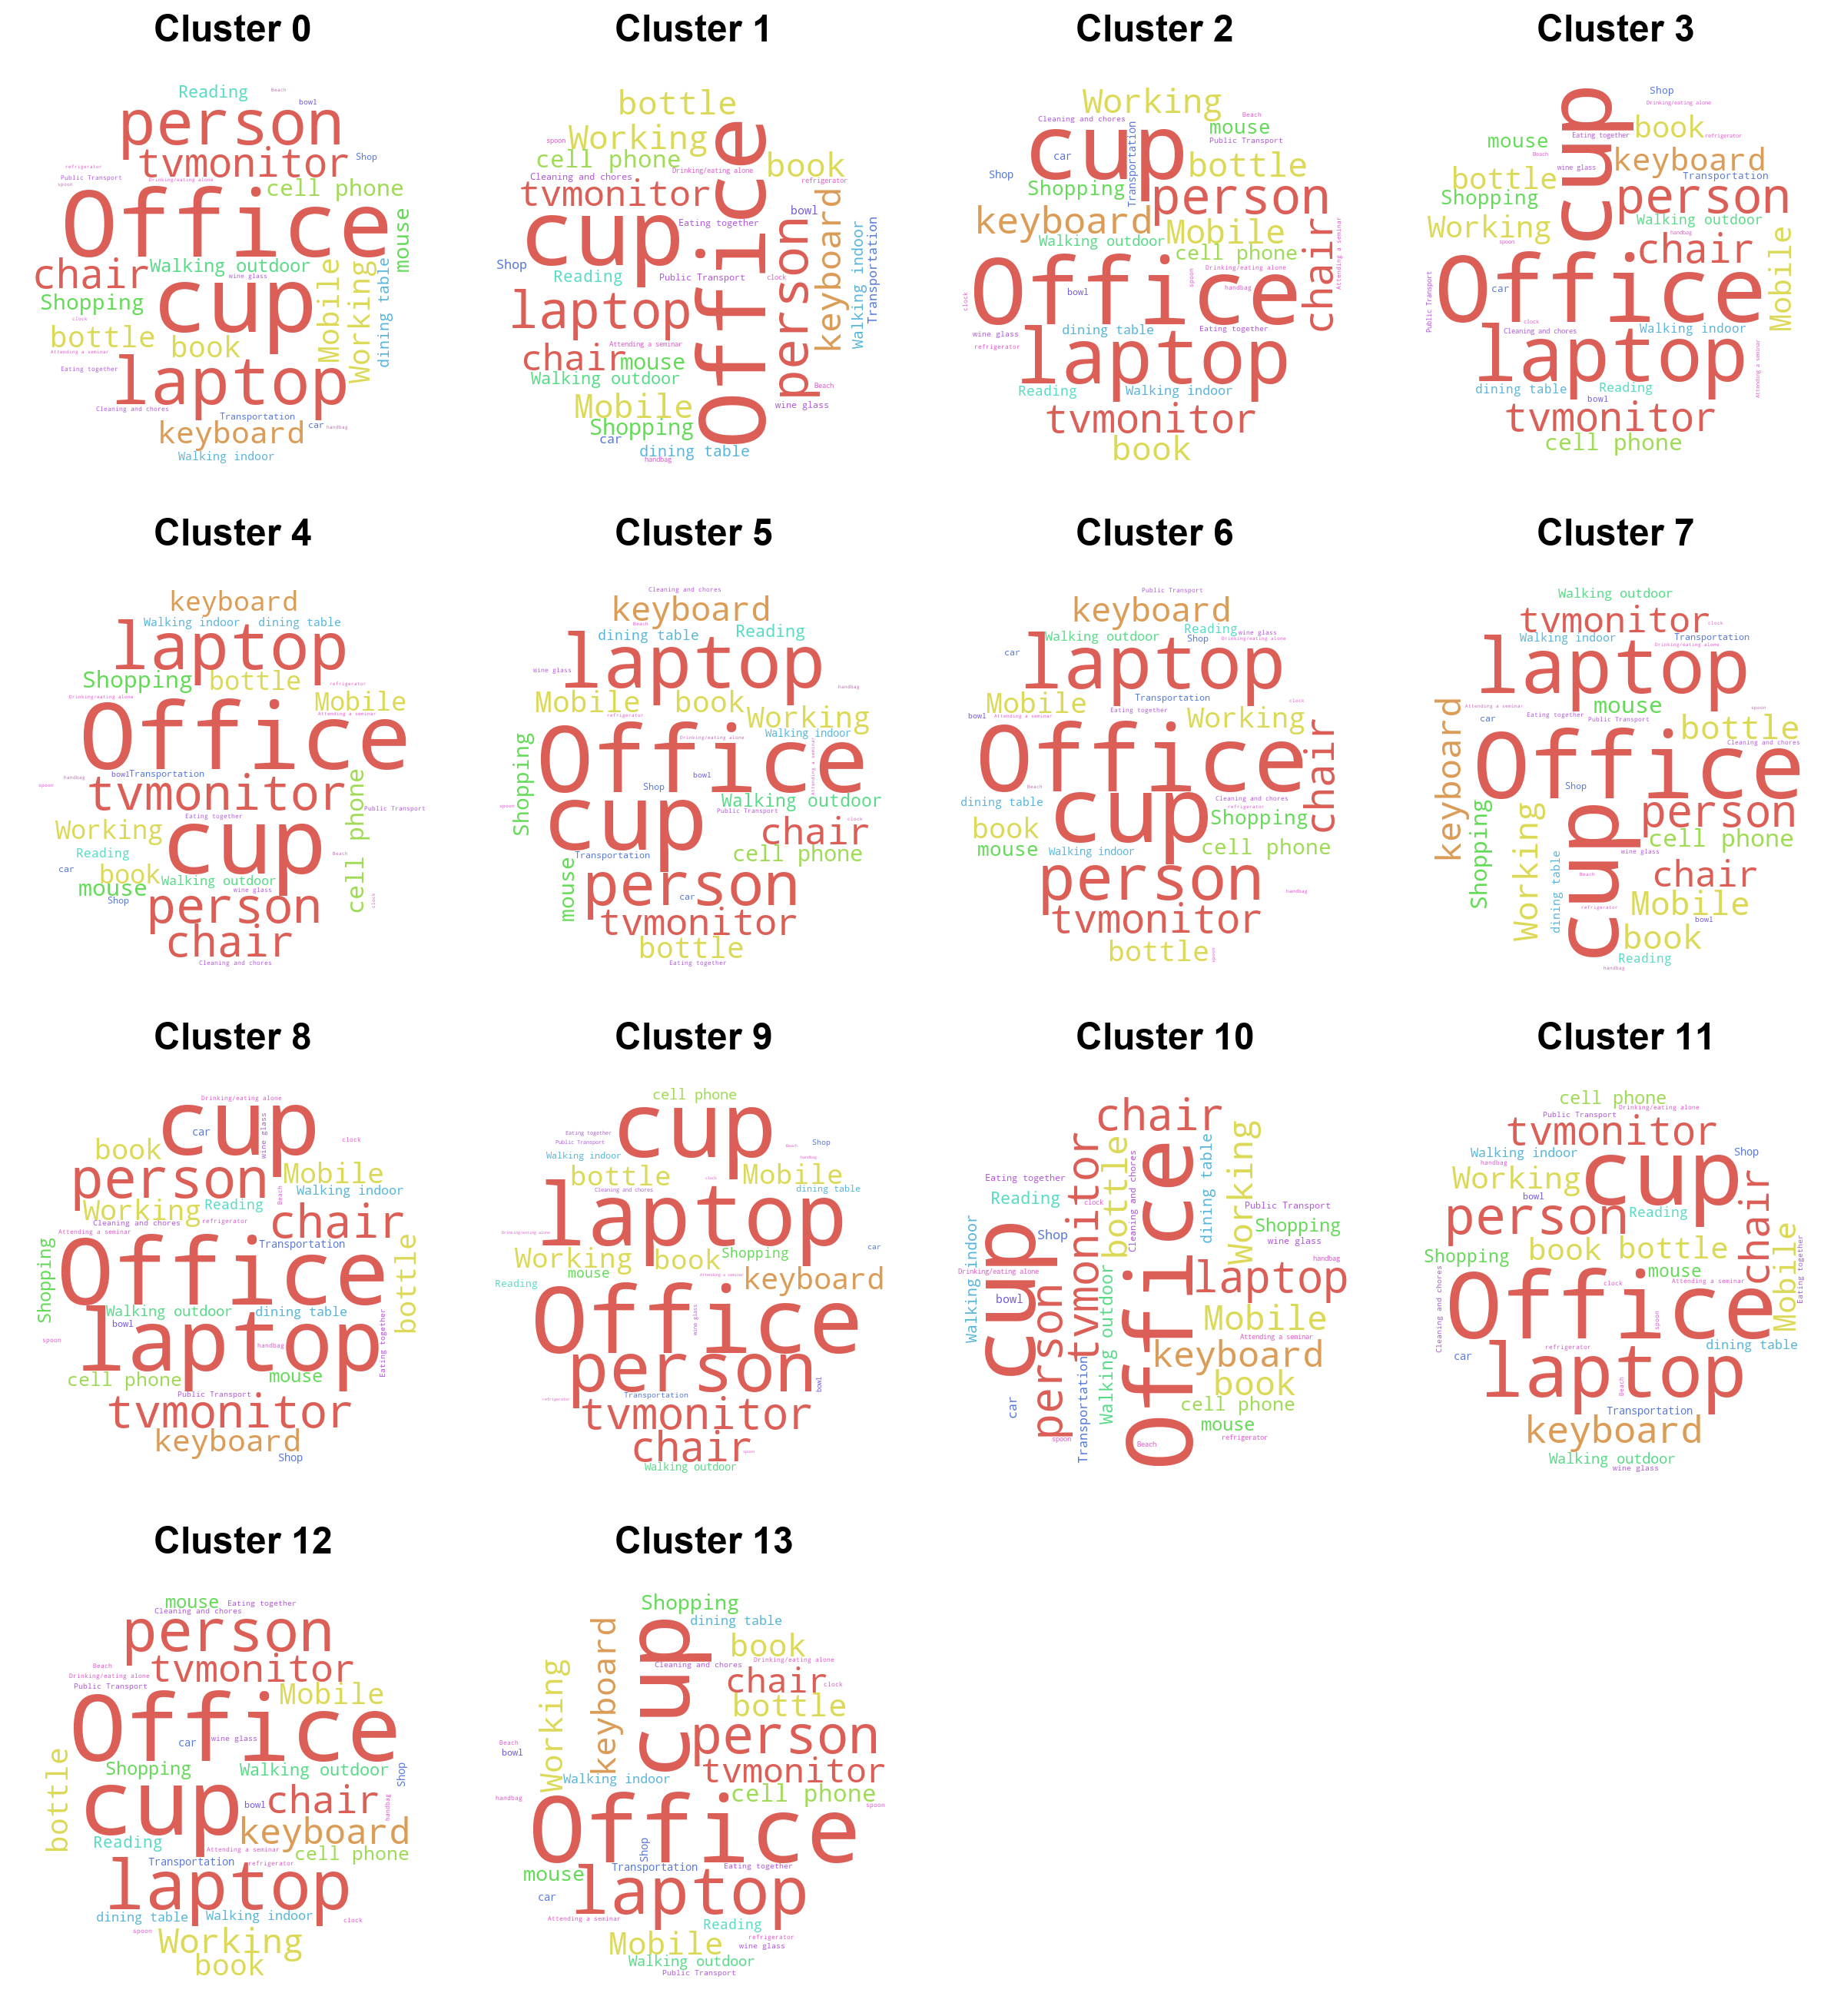 Cluster 0
Reading
Beach
bowl
person
tvmonitor
Shop
refrigerator
Public Transport
Drinking/eating alone
spoon
cell phone
Office
mouse
chair
Walking outdoor
wine glass
Shopping
cup
Mobile
Working
dining table
clock
bottle
book
Attending a seminar
Eating together
laptop
Cleaning and chores
Transportation
car
handbag
keyboard
Walking indoor
Cluster 1
bottle
Working
spoon
cell phone
book
Cleaning and chores
Drinking/eating alone
refrigerator
tvmonitor
Office
bowl
cup
Eating together
person
keyboard
Walking indoor
Transportation
Shop
Reading
Public Transport
clock
laptop
Attending a seminar
chair
mouse
Walking outdoor
Beach
Mobile
wine glass
Shopping
car
dining table
handbag
Cluster 2
Working
Cleaning and chores
Beach
cup
Transportation
mouse
Public Transport
car
bottle
Shop
Shopping
person
keyboard
Mobile
Walking outdoor
cell phone
chair
Attending a seminar
Office
Drinking/eating alone
spoon
handbag
bowl
clock
wine glass
dining table
Eating together
refrigerator
laptop
Reading
Walking indoor
tvmonitor
book
Cluster 3
Shop
Drinking/eating alone
cup
mouse
Eating together
book
refrigerator
Beach
keyboard
wine glass
bottle
Transportation
Shopping
person
Working
Walking outdoor
handbag
spoon
chair
Mobile
Office
Public Transport
car
clock
Cleaning and chores
Walking indoor
laptop
Attending a seminar
dining table
Reading
bowl
tvmonitor
cell phone
Cluster 4
keyboard
Walking indoor
dining table
laptop
Shopping
bottle
refrigerator
Drinking/eating alone
Mobile
Attending a seminar
Office
handbag
bowl
Transportation
spoon
tvmonitor
cell phone
Public Transport
Eating together
Working
cup
Reading
Beach
car
book
Walking outdoor
mouse
wine glass
Shop
person
clock
chair
Cleaning and chores
Cluster 5
Cleaning and chores
keyboard
Beach
dining table
Reading
laptop
wine glass
handbag
Mobile
book
refrigerator
Working
Office
Walking indoor
Drinking/eating alone
Attending a seminar
Shopping
bowl
Shop
cup
Walking outdoor
spoon
Public Transport
clock
chair
Transportation
cell phone
mouse
person
car
tvmonitor
bottle
Eating together
Cluster 6
Public Transport
keyboard
Reading
wine glass
Walking outdoor
Shop
Drinking/eating alone
car
laptop
Mobile
Transportation
clock
Eating together
bowl
Attending a seminar
Working
Office
chair
Beach
dining table
Cleaning and chores
refrigerator
cup
Shopping
book
mouse
Walking indoor
cell phone
person
handbag
tvmonitor
bottle
spoon
Cluster 7
Walking outdoor
tvmonitor
clock
Walking indoor
Transportation
Drinking/eating alone
laptop
keyboard
Attending a seminar
mouse
spoon
car
Eating together
Public Transport
bottle
Office
Cleaning and chores
Shop
Shopping
Working
cup
person
cell phone
dining table
wine glass
chair
Beach
Mobile
refrigerator
bowl
book
Reading
handbag
Cluster 8
Drinking/eating alone
cup
car
wine glass
clock
book
person
Mobile
Beach
Walking indoor
Working
Reading
Cleaning and chores
refrigerator
chair
Attending a seminar
Shopping
Office
Transportation
bottle
Walking outdoor
dining table
bowl
spoon
laptop
handbag
Eating together
cell phone
mouse
Public Transport
tvmonitor
keyboard
Shop
Cluster 9
cell phone
cup
Eating together
Public Transport
Beach
Shop
Walking indoor
handbag
bottle
Mobile
clock
Cleaning and chores
dining table
laptop
Drinking/eating alone
car
Working
book
Shopping
mouse
Attending a seminar
keyboard
Reading
Office
wine glass
person
bowl
refrigerator
Transportation
tvmonitor
chair
spoon
Walking outdoor
Cluster 10
chair
tvmonitor
bottle
Cleaning and chores
Office
dining table
Working
Eating together
Reading
clock
Public Transport
Walking indoor
cup
Shop
Shopping
wine glass
Drinking/eating alone
handbag
person
Walking outdoor
laptop
bowl
Mobile
Attending a seminar
keyboard
Transportation
car
book
cell phone
mouse
spoon
Beach
refrigerator
Cluster 11
cell phone
Drinking/eating alone
Public Transport
tvmonitor
Walking indoor
Shop
handbag
cup
Working
bowl
chair
person
Reading
Shopping
book
bottle
Mobile
Eating together
mouse
clock
Attending a seminar
Office
Cleaning and chores
spoon
refrigerator
dining table
car
laptop
Beach
Transportation
keyboard
Walking outdoor
wine glass
Cluster 12
mouse
Eating together
Cleaning and chores
person
Beach
tvmonitor
Drinking/eating alone
Public Transport
Mobile
Office
car
wine glass
bottle
Shopping
Walking outdoor
Shop
cup
bowl
chair
handbag
keyboard
Reading
Attending a seminar
cell phone
Transportation
refrigerator
laptop
dining table
Walking indoor
clock
spoon
Working
book
Cluster 13
Shopping
dining table
keyboard
cup
book
Working
Cleaning and chores
Drinking/eating alone
chair
clock
bottle
person
Beach
bowl
tvmonitor
Walking indoor
cell phone
handbag
spoon
Office
Shop
mouse
Transportation
Eating together
car
laptop
Attending a seminar
Reading
Mobile
refrigerator
wine glass
Walking outdoor
Public Transport